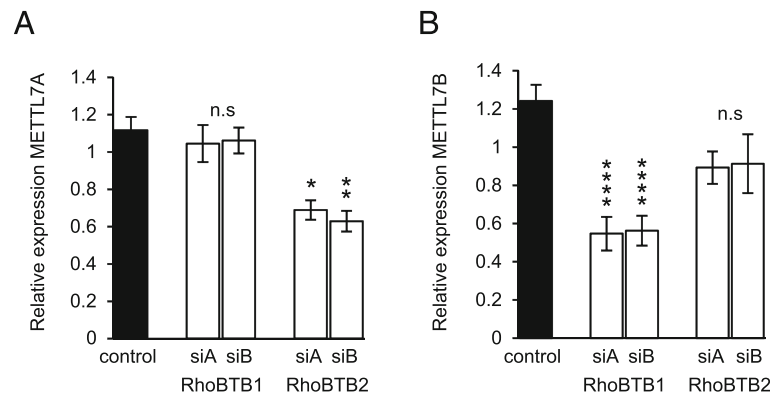 A
Relative expression METTL7A
1.4
1.2
1
0.8
0.6
0.4
0.2
0
n.s
*
**
control
siA siB
siA siB
RhoBTB1
RhoBTB2
B
Relative expression METTL7B
1.4
1.2
1
0.8
0.6
0.4
0.2
0
****
****
n.s
control
siA siB
siA siB
RhoBTB1
RhoBTB2